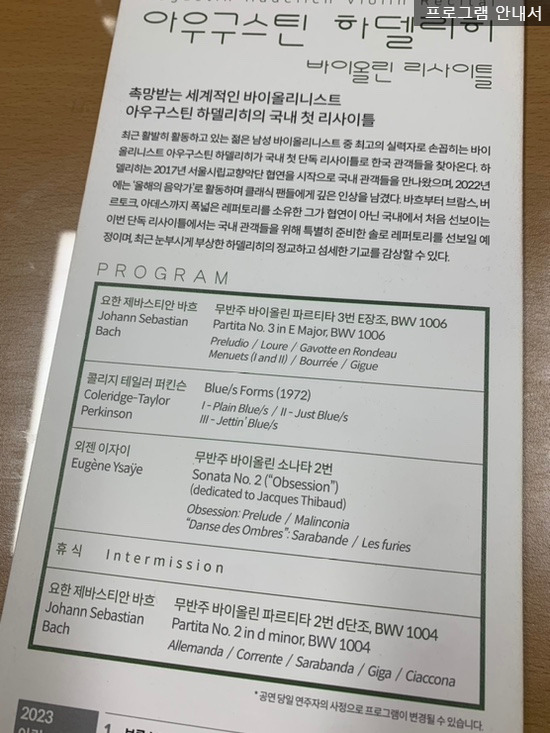 프로그램 안내서
아우구스틴 하델리히
바이올린 리사이틀
촉망받는 세계적인 바이올리니스트
아우구스틴 하델리히의 국내 첫 리사이틀
최근 활발히 활동하고 있는 젊은 남성 바이올리니스트 중 최고의 실력자로 손꼽히는 바이
올리니스트 아우구스틴 하델리히가 국내 첫 단독 리사이틀로 한국 관객들을 찾아온다. 하
델리히는 2017년 서울시립교향악단 협연을 시작으로 국내 관객들을 만나왔으며, 2022년
에는 ‘올해의 음악가’로 활동하며 클래식 팬들에게 깊은 인상을 남겼다. 바흐부터 브람스, 버
르토크, 아데스까지 폭넓은 레퍼토리를 소유한 그가 협연이 아닌 국내에서 처음 선보이는
이번 단독 리사이틀에서는 국내 관객들을 위해 특별히 준비한 솔로 레퍼토리를 선보일 예
정이며, 최근 눈부시게 부상한 하델리히의 정교하고 섬세한 기교를 감상할 수 있다.
PROGRAM
요한 제바스티안 바흐
Johann Sebastian
Bach
무반주 바이올린 파르티타 3번 E장조, BWV 1006
Partita No. 3 in E Major, BWV 1006
Preludio / Loure / Gavotte en Rondeau
Menuets (I and II) / Bourrée / Gigue
콜리지 테일러 퍼킨슨
Coleridge-Taylor
Perkinson
Blue/s Forms (1972)
I - Plain Blue/s / II - Just Blue/s
III - Jettin’ Blue/s
외젠 이자이
Eugène Ysaÿe
무반주 바이올린 소나타 2번
Sonata No. 2 (“Obsession”)
(dedicated to Jacques Thibaud)
Obsession: Prelude / Malinconia
“Danse des Ombres”: Sarabande / Les furies
휴 식 Intermission
요한 제바스티안 바흐
Johann Sebastian
Bach
무반주 바이올린 파르티타 2번 d단조, BWV 1004
Partita No. 2 in d minor, BWV 1004
Allemanda / Corrente / Sarabanda / Giga / Ciaccona
* 공연 당일 연주자의 사정으로 프로그램이 변경될 수 있습니다.
2023
1